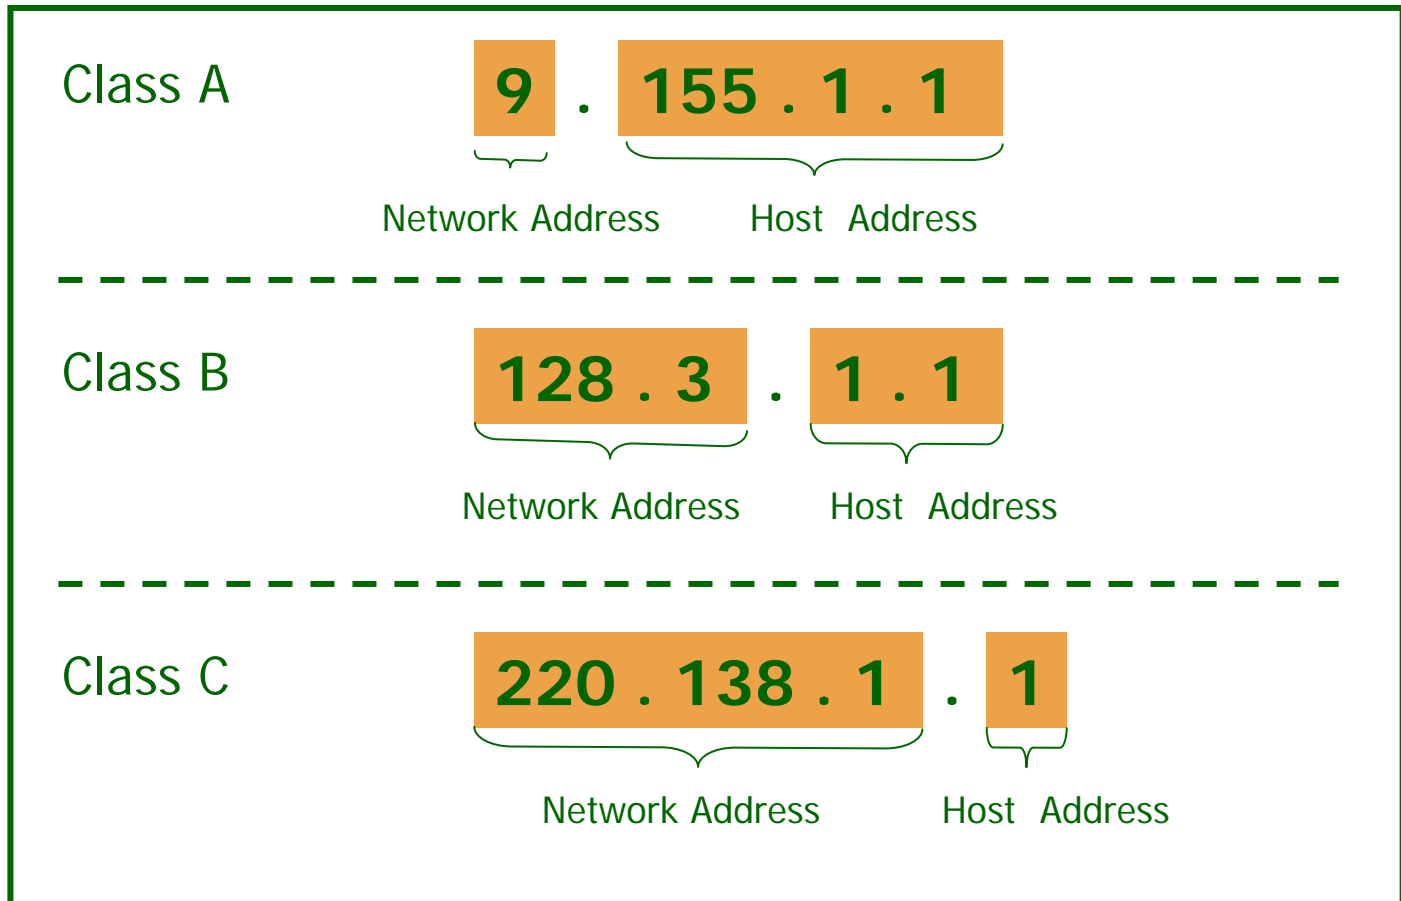 Class A 9 . 155 . 1 . 1
Network Address Host Address
Class B 128 . 3 . 1 . 1
Network Address Host Address
Class C 220 . 138 . 1 . 1
Network Address Host Address